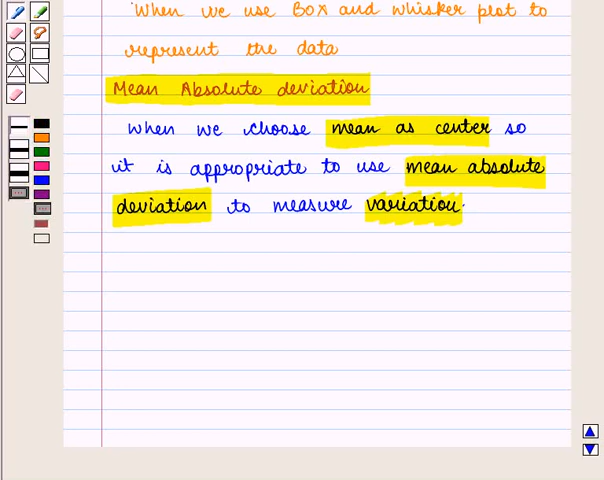 When we use Box and whisker plot to
represent the data
Mean Absolute deviation
when we choose mean as center so
it is appropriate to use mean absolute
deviation to measure variation.